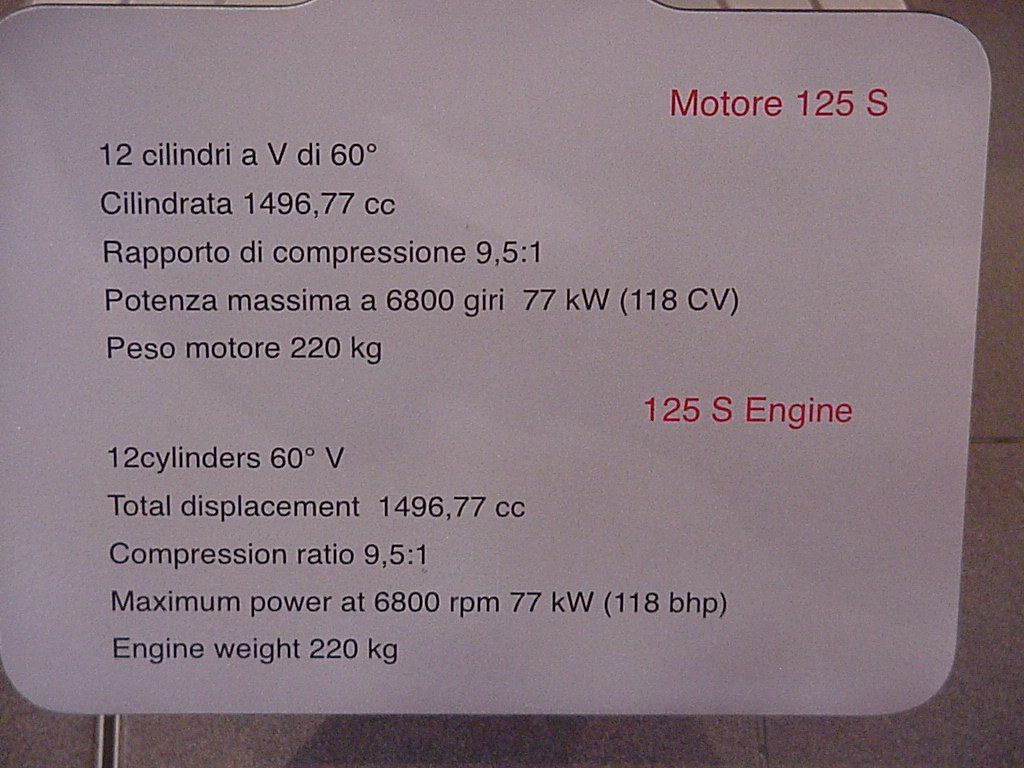 Motore 125 S
12 cilindri a V di 60°
Cilindrata 1496,77 cc
Rapporto di compressione 9,5:1
Potenza massima a 6800 giri  77 kW (118 CV)
Peso motore 220 kg
125 S Engine
12cylinders 60° V
Total displacement  1496,77 cc
Compression ratio 9,5:1
Maximum power at 6800 rpm 77 kW (118 bhp)
Engine weight 220 kg